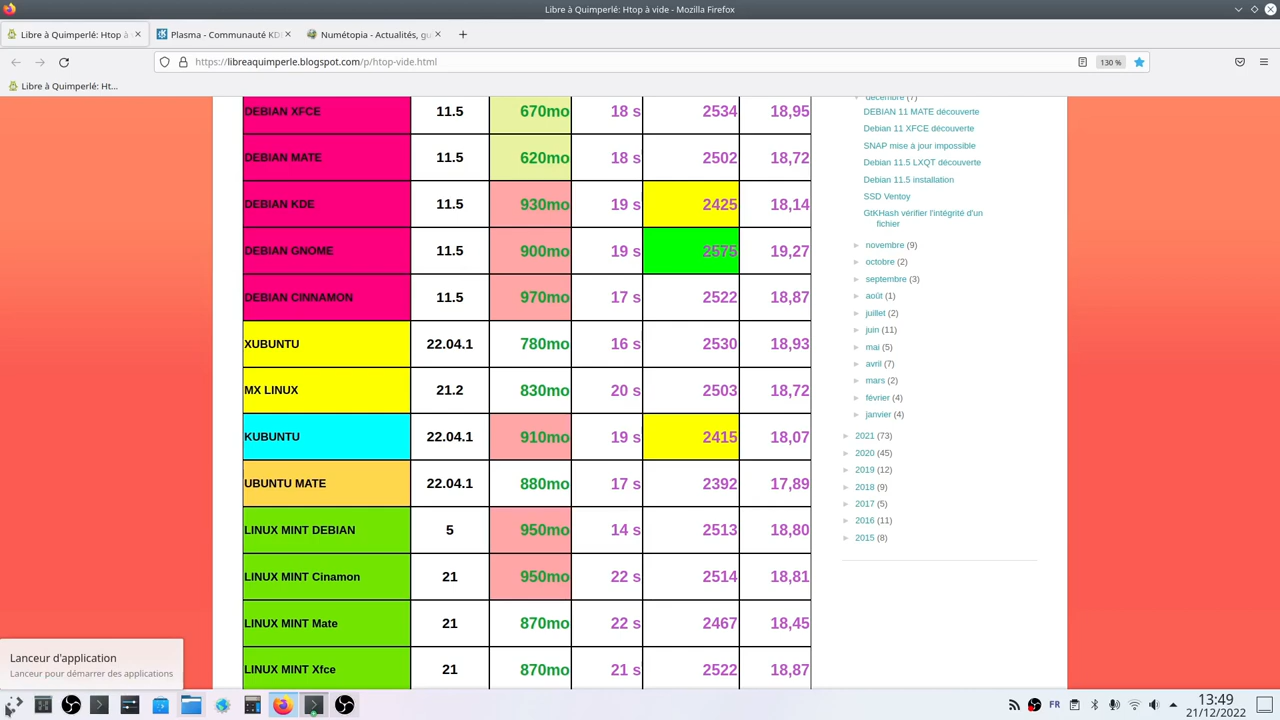 Libre à Quimperlé: Htop à vide - Mozilla Firefox
Libre à Quimperlé: Htop à
Plasma - Communauté KDE
Numétopia - Actualités, gu
https://libreaquimperle.blogspot.com/p/htop-vide.html
130 %
Libre à Quimperlé: Ht...
DEBIAN XFCE 11.5 670mo 18 s 2534 18,95
DEBIAN MATE 11.5 620mo 18 s 2502 18,72
DEBIAN KDE 11.5 930mo 19 s 2425 18,14
DEBIAN GNOME 11.5 900mo 19 s 2575 19,27
DEBIAN CINNAMON 11.5 970mo 17 s 2522 18,87
XUBUNTU 22.04.1 780mo 16 s 2530 18,93
MX LINUX 21.2 830mo 20 s 2503 18,72
KUBUNTU 22.04.1 910mo 19 s 2415 18,07
UBUNTU MATE 22.04.1 880mo 17 s 2392 17,89
LINUX MINT DEBIAN 5 950mo 14 s 2513 18,80
LINUX MINT Cinamon 21 950mo 22 s 2514 18,81
LINUX MINT Mate 21 870mo 22 s 2467 18,45
LINUX MINT Xfce 21 870mo 21 s 2522 18,87
décembre (7)
DEBIAN 11 MATE découverte
Debian 11 XFCE découverte
SNAP mise à jour impossible
Debian 11.5 LXQT découverte
Debian 11.5 installation
SSD Ventoy
GtKHash vérifier l'intégrité d'un
fichier
► novembre (9)
► octobre (2)
► septembre (3)
► août (1)
► juillet (2)
► juin (11)
► mai (5)
► avril (7)
► mars (2)
► février (4)
► janvier (4)
► 2021 (73)
► 2020 (45)
► 2019 (12)
► 2018 (9)
► 2017 (5)
► 2016 (11)
► 2015 (8)
Lanceur d'application
Lanceur pour démarrer des applications
FR
13:49
21/12/2022